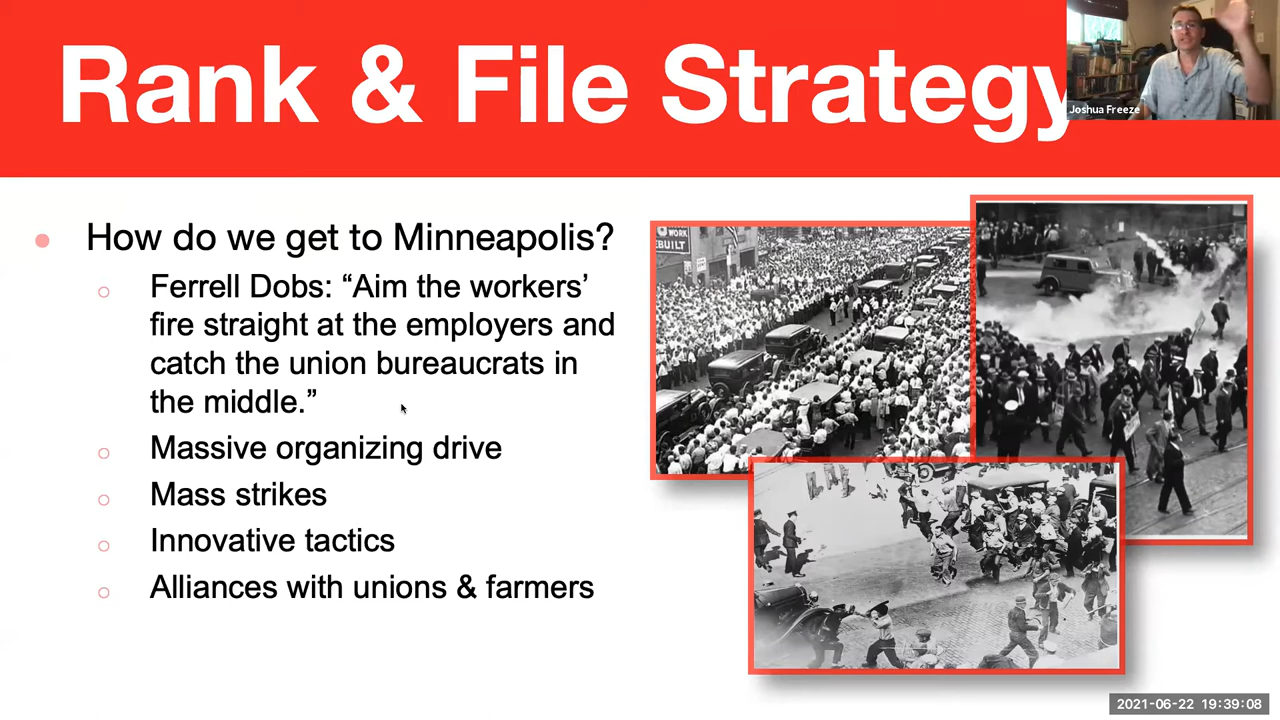 Rank & File Strategy
Joshua Freeze
How do we get to Minneapolis?
Ferrell Dobs: “Aim the workers’
fire straight at the employers and
catch the union bureaucrats in
the middle.”
Massive organizing drive
Mass strikes
Innovative tactics
Alliances with unions & farmers
WORK
BUILT
2021-06-22 19:39:08